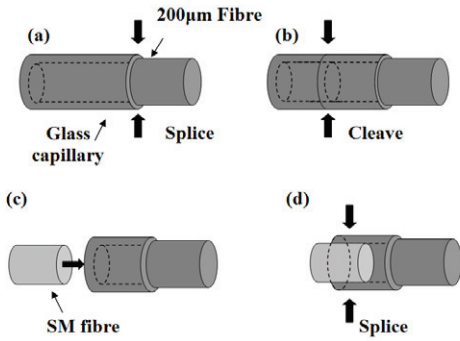 200μm Fibre
(a)
(b)
Glass
capillary
Splice
Cleave
(c)
(d)
SM fibre
Splice